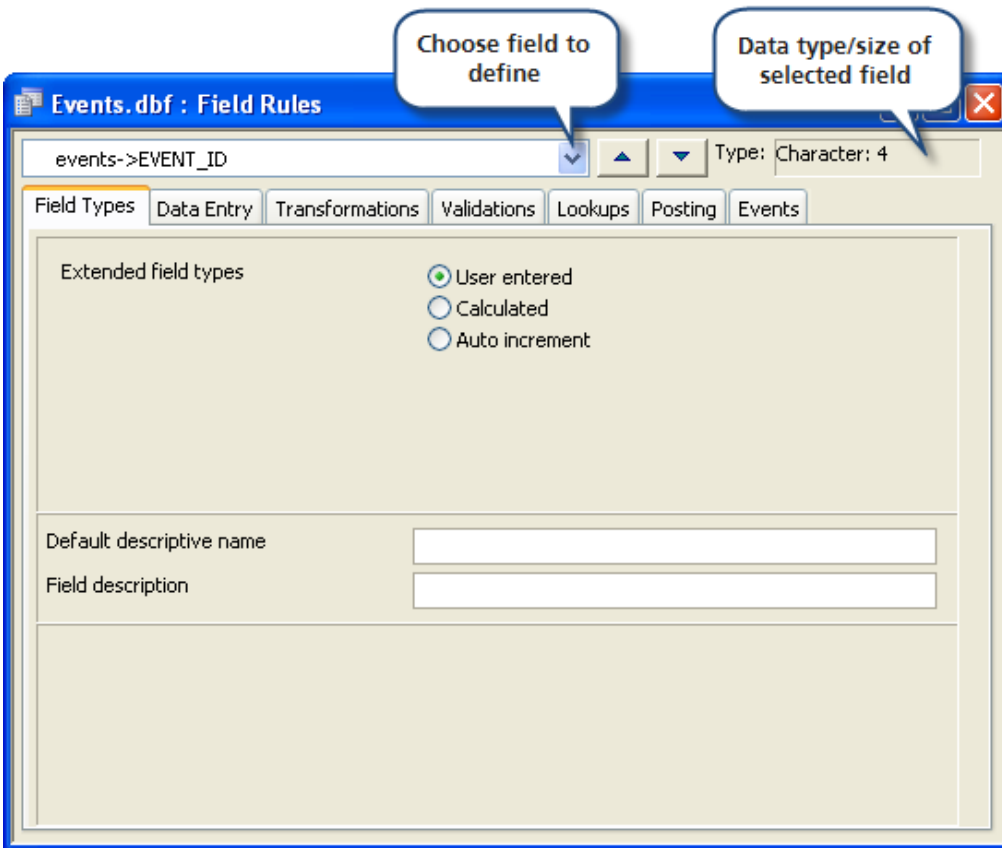 Choose field to
define
Data type/size of
selected field
Events.dbf : Field Rules
events->EVENT_ID
Type: Character: 4
Field Types Data Entry Transformations Validations Lookups Posting Events
Extended field types
User entered
Calculated
Auto increment
Default descriptive name
Field description